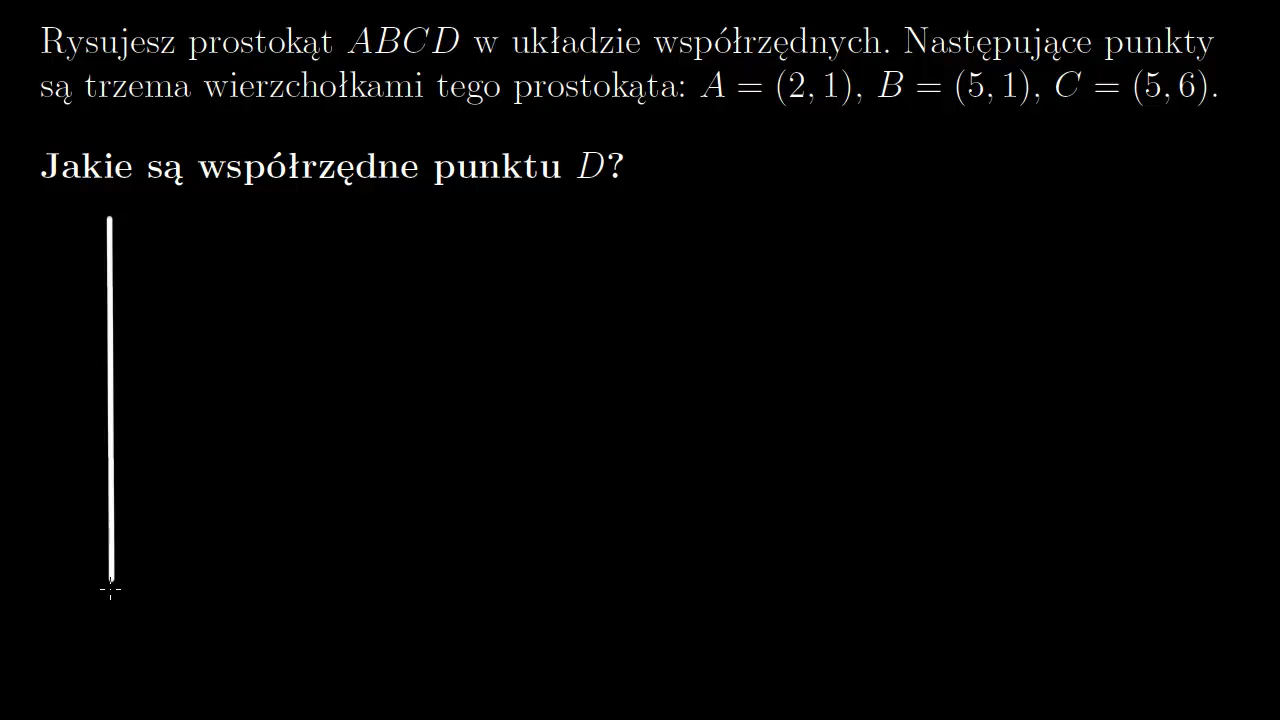 Rysujesz prostokąt ABCD w układzie współrzędnych. Następujące punkty
są trzema wierzchołkami tego prostokąta: A = (2, 1), B = (5, 1), C = (5, 6).
Jakie są współrzędne punktu D?